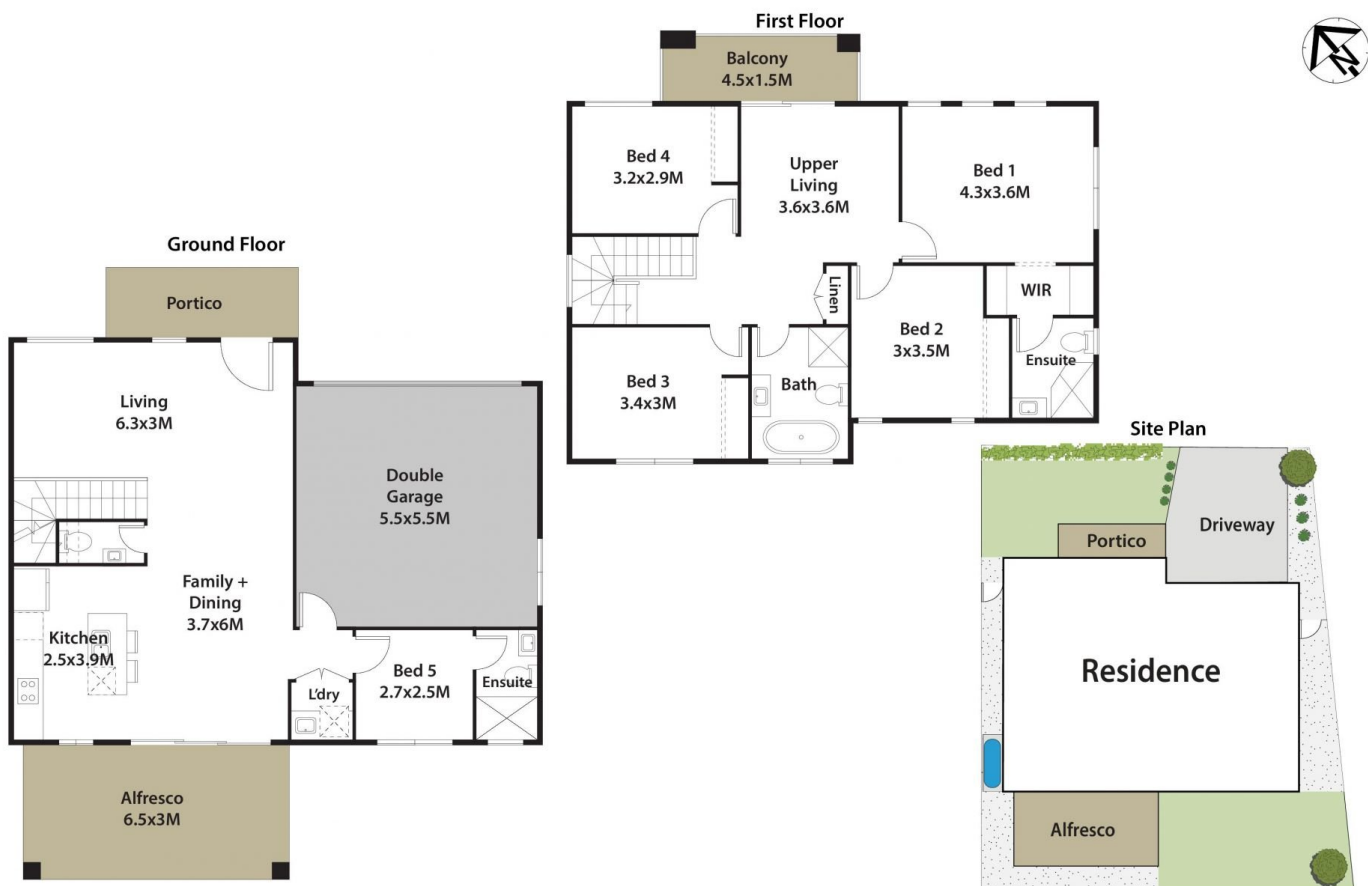 First Floor
Balcony
4.5x1.5M
Bed 4
3.2x2.9M
Upper
Living
3.6x3.6M
Bed 1
4.3x3.6M
Linen
Bed 2
3x3.5M
WIR
Ensuite
Bed 3
3.4x3M
Bath
Ground Floor
Portico
Living
6.3x3M
Double
Garage
5.5x5.5M
Family +
Dining
3.7x6M
Kitchen
2.5x3.9M
L'dry
Bed 5
2.7x2.5M
Ensuite
Alfresco
6.5x3M
Site Plan
Portico
Driveway
Residence
Alfresco
N